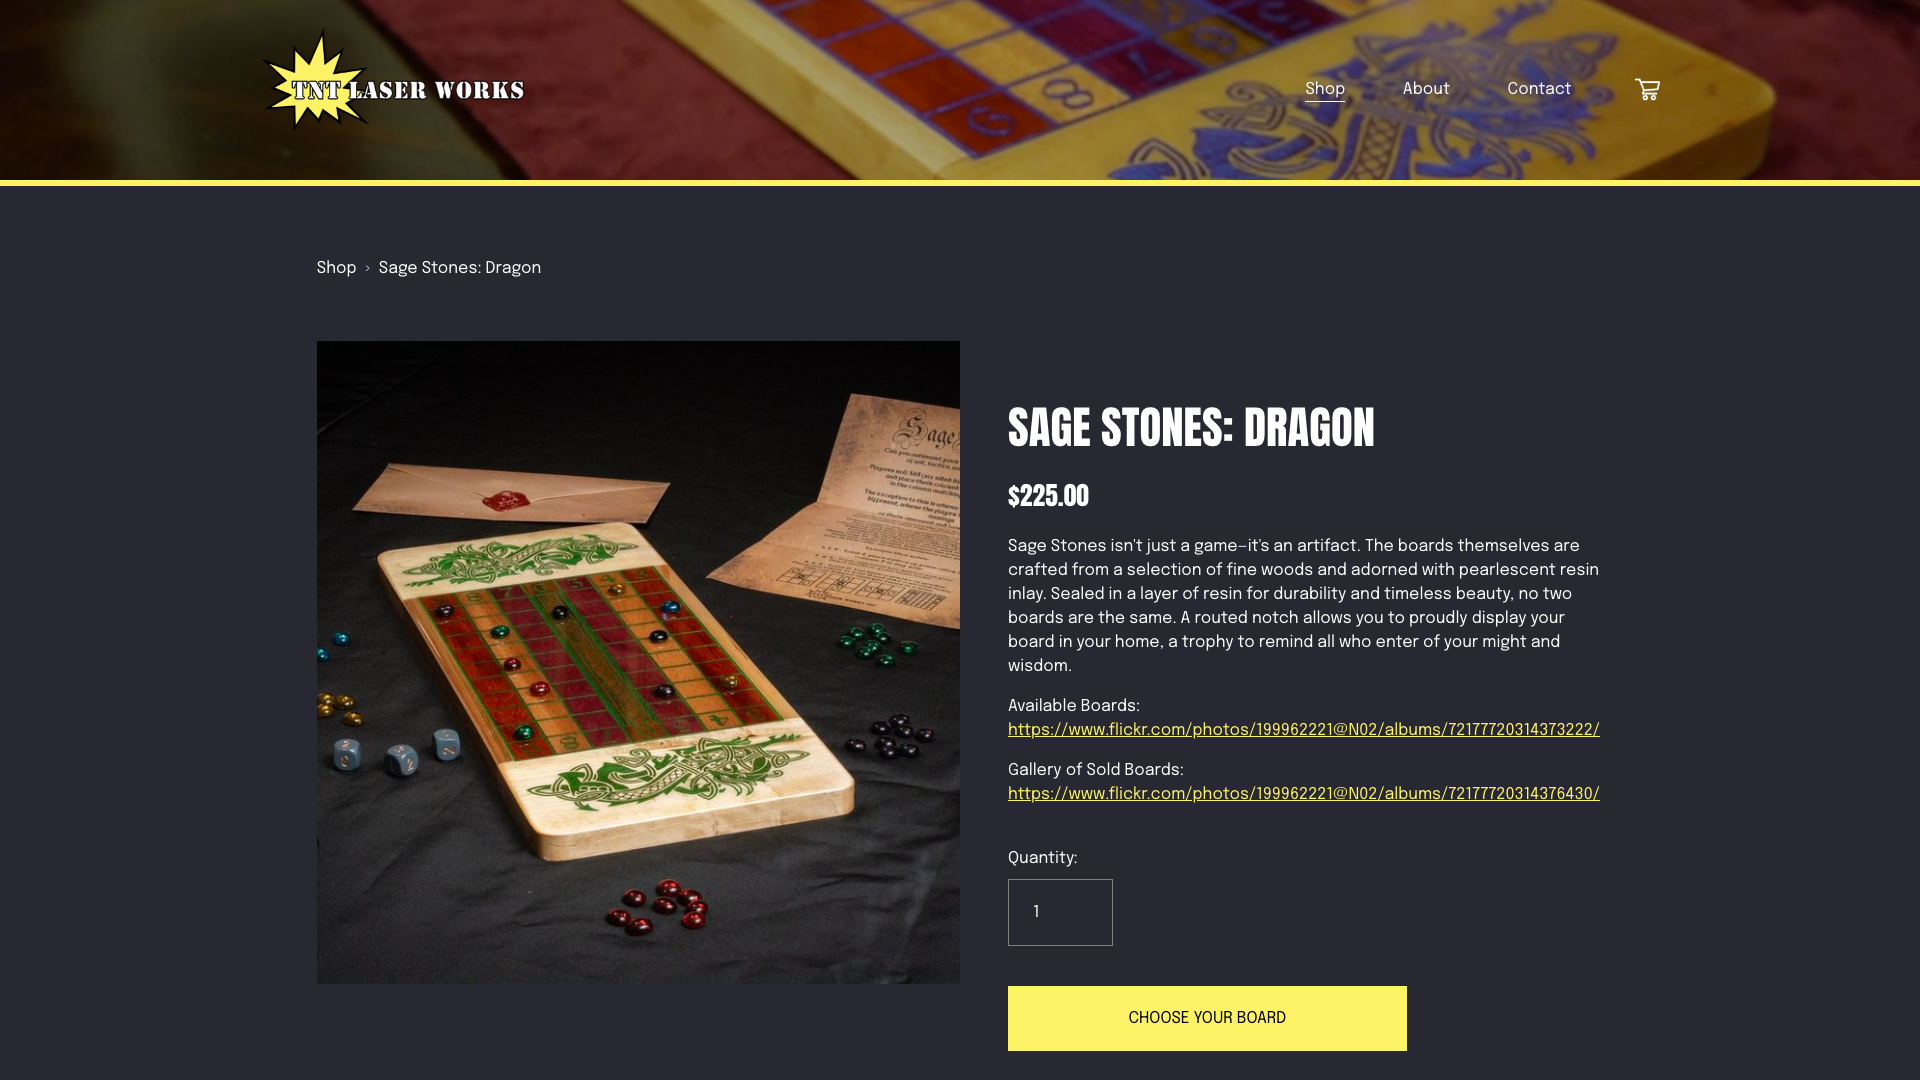 TNT LASER WORKS
Shop
About
Contact
Shop › Sage Stones: Dragon
SAGE STONES: DRAGON
$225.00
Sage Stones isn't just a game—it's an artifact. The boards themselves are
crafted from a selection of fine woods and adorned with pearlescent resin
inlay. Sealed in a layer of resin for durability and timeless beauty, no two
boards are the same. A routed notch allows you to proudly display your
board in your home, a trophy to remind all who enter of your might and
wisdom.
Available Boards:
https://www.flickr.com/photos/199962221@N02/albums/72177720314373222/
Gallery of Sold Boards:
https://www.flickr.com/photos/199962221@N02/albums/72177720314376430/
Quantity:
1
CHOOSE YOUR BOARD